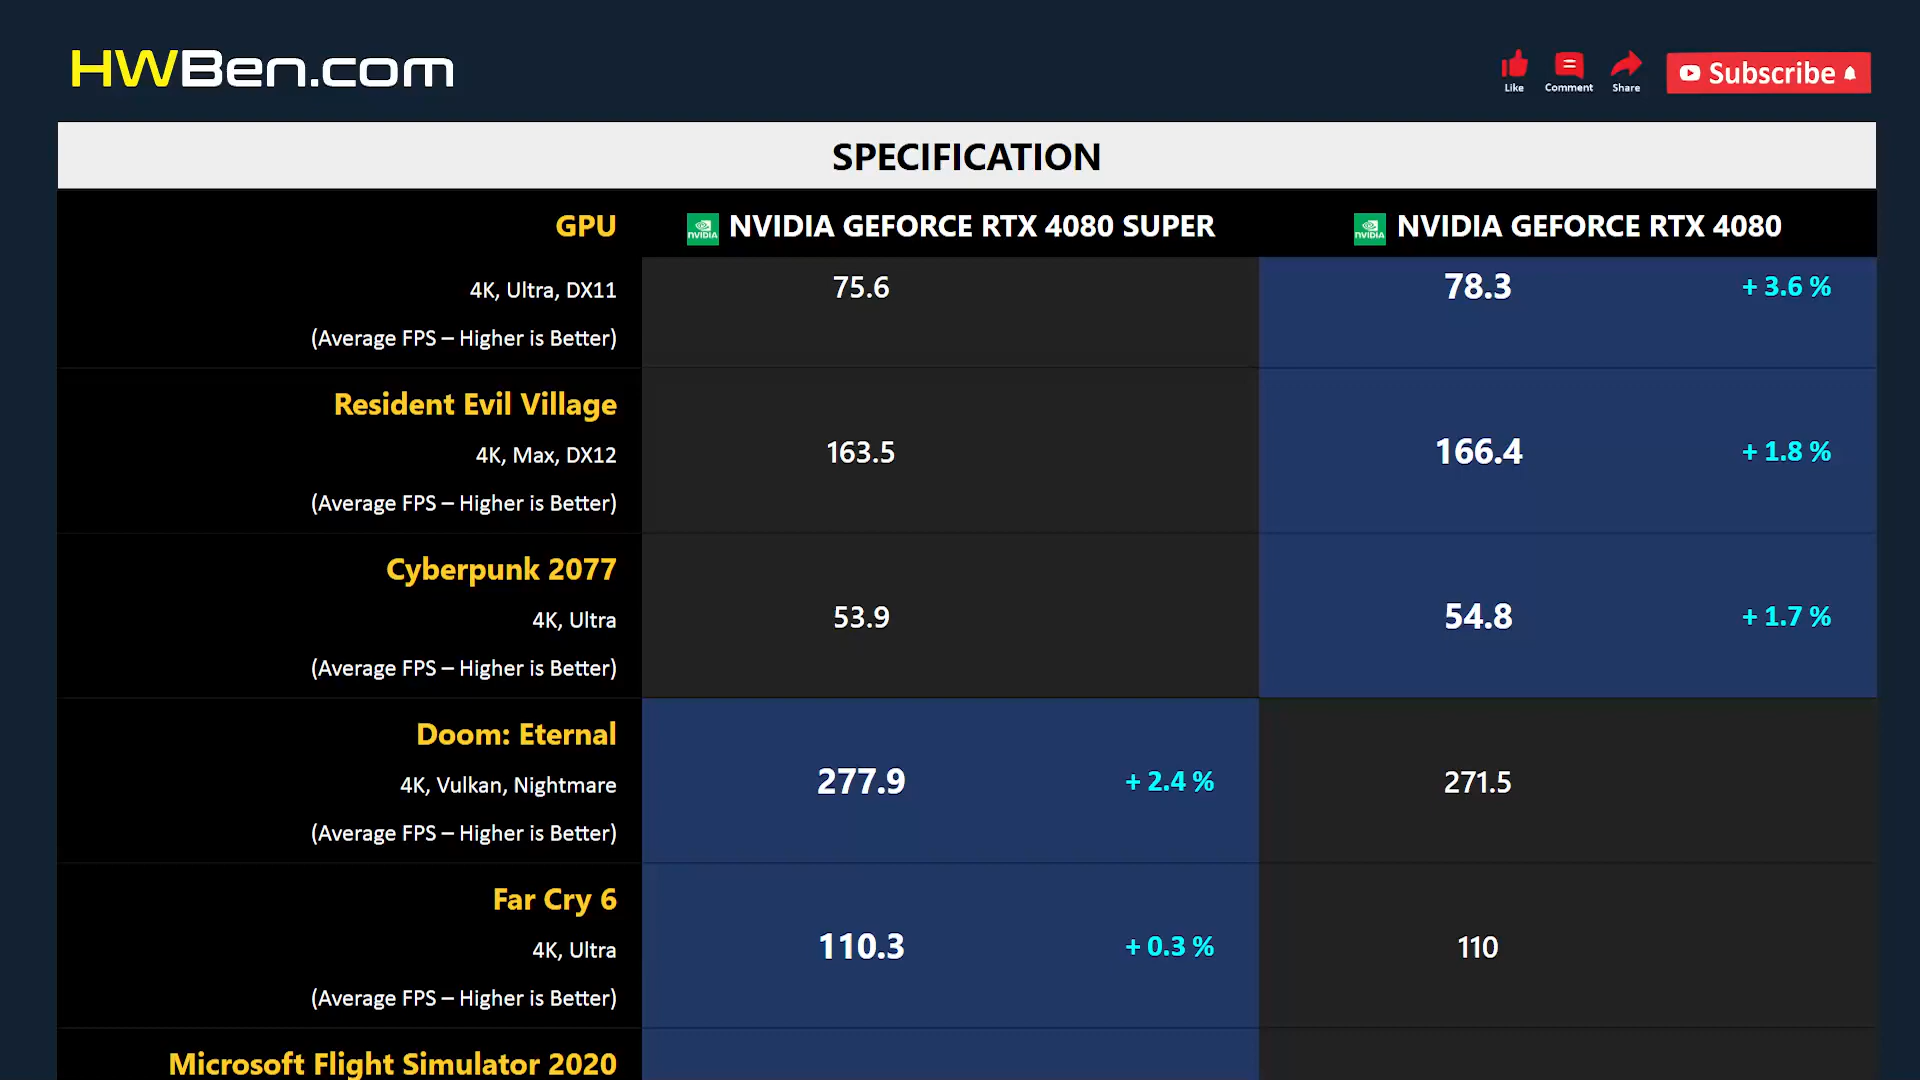 HWBen.com
Like
Comment
Share
Subscribe
SPECIFICATION
GPU
NVIDIA
NVIDIA GEFORCE RTX 4080 SUPER
NVIDIA
NVIDIA GEFORCE RTX 4080
4K, Ultra, DX11
75.6
78.3
+ 3.6 %
(Average FPS – Higher is Better)
Resident Evil Village
4K, Max, DX12
163.5
166.4
+ 1.8 %
(Average FPS – Higher is Better)
Cyberpunk 2077
4K, Ultra
53.9
54.8
+ 1.7 %
(Average FPS – Higher is Better)
Doom: Eternal
4K, Vulkan, Nightmare
277.9
+ 2.4 %
271.5
(Average FPS – Higher is Better)
Far Cry 6
4K, Ultra
110.3
+ 0.3 %
110
(Average FPS – Higher is Better)
Microsoft Flight Simulator 2020